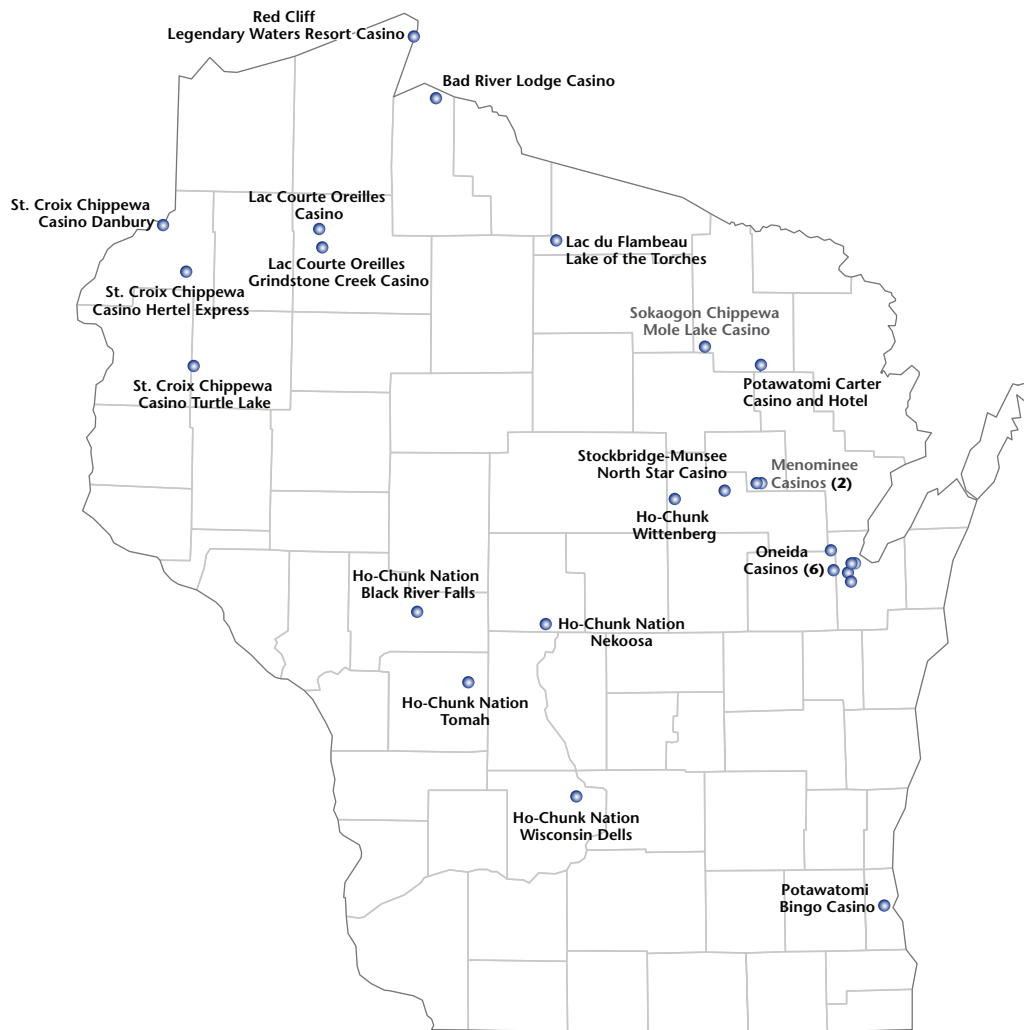 Red Cliff
Legendary Waters Resort Casino
Bad River Lodge Casino
St. Croix Chippewa
Casino Danbury
Lac Courte Oreilles
Casino
Lac Courte Oreilles
Grindstone Creek Casino
Lac du Flambeau
Lake of the Torches
St. Croix Chippewa
Casino Hertel Express
Sokaogon Chippewa
Mole Lake Casino
St. Croix Chippewa
Casino Turtle Lake
Potawatomi Carter
Casino and Hotel
Stockbridge-Munsee
North Star Casino
Menominee
Casinos (2)
Ho-Chunk
Wittenberg
Oneida
Casinos (6)
Ho-Chunk Nation
Black River Falls
Ho-Chunk Nation
Nekoosa
Ho-Chunk Nation
Tomah
Ho-Chunk Nation
Wisconsin Dells
Potawatomi
Bingo Casino